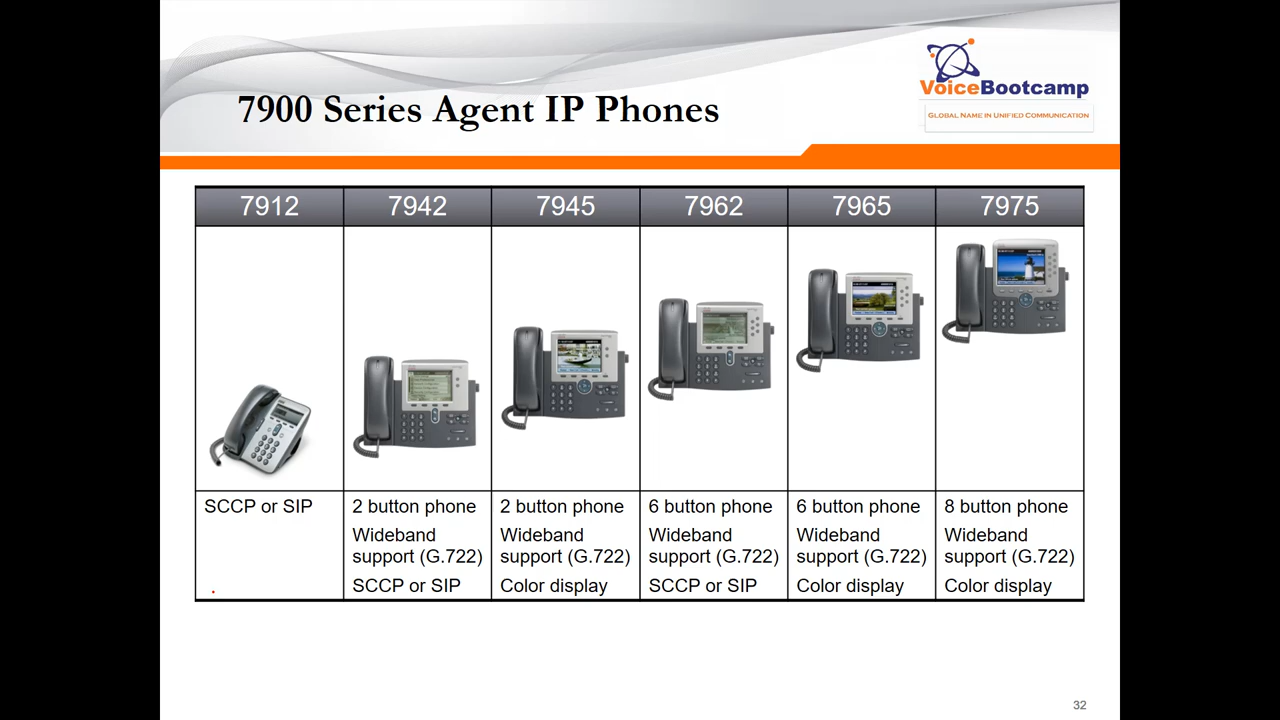 VoiceBootcamp
GLOBAL NAME IN UNIFIED COMMUNICATION
7900 Series Agent IP Phones
7912
7942
7945
7962
7965
7975
SCCP or SIP
2 button phone
Wideband
support (G.722)
SCCP or SIP
2 button phone
Wideband
support (G.722)
Color display
6 button phone
Wideband
support (G.722)
SCCP or SIP
6 button phone
Wideband
support (G.722)
Color display
8 button phone
Wideband
support (G.722)
Color display
32